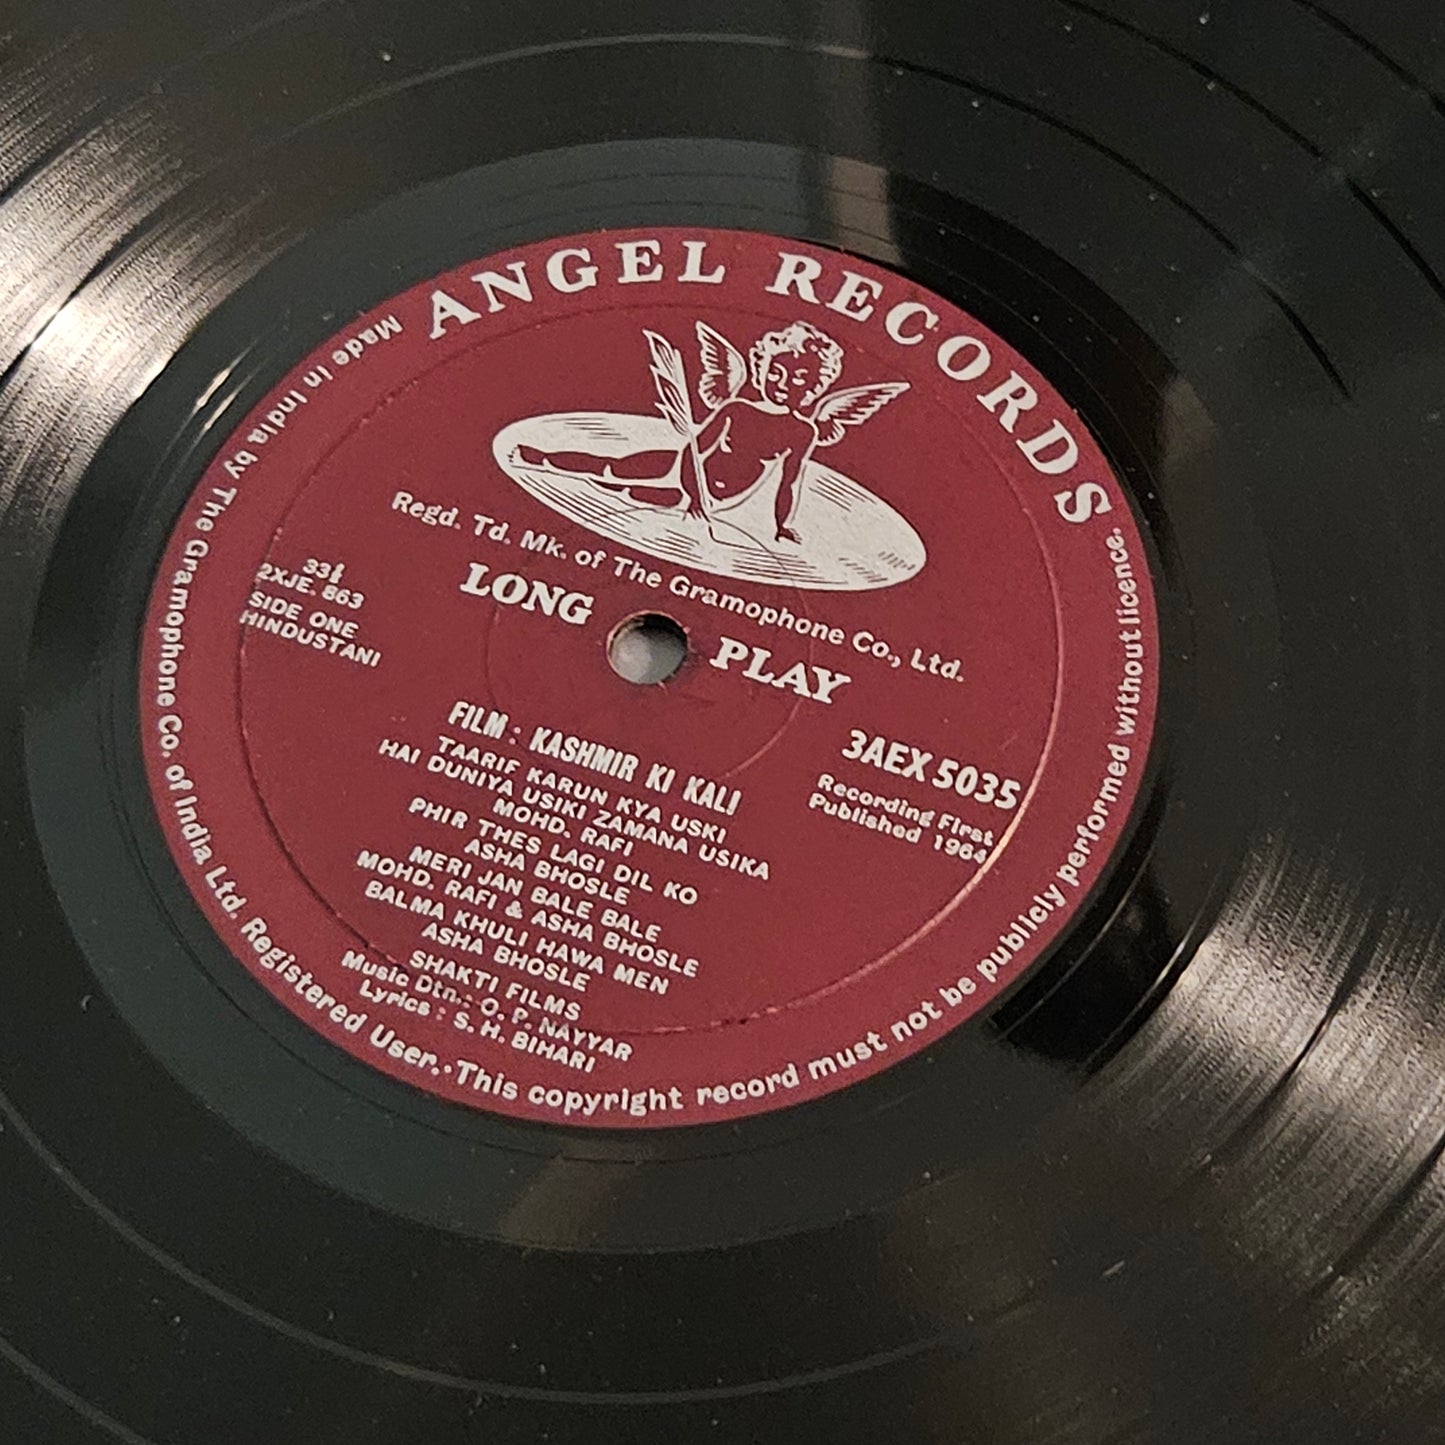 ANGEL RECORDS
Regd. Td. Mk. of The Gramophone Co., Ltd.
LONG PLAY
33⅓
2XJE. 863
SIDE ONE
HINDUSTANI
3AEX 5035
Recording First
Published 1964
FILM : KASHMIR KI KALI
TAARIF KARUN KYA USKI
HAI DUNIYA USIKI ZAMANA USIKA
MOHD. RAFI
PHIR THES LAGI DIL KO
ASHA BHOSLE
MERI JAN BALE BALE
MOHD. RAFI & ASHA BHOSLE
BALMA KHULI HAWA MEN
ASHA BHOSLE
SHAKTI FILMS
Music Dtn.: O. P. NAYYAR
Lyrics : S. H. BIHARI
Made in India by The Gramophone Co. of India Ltd. Registered User. · This copyright record must not be publicly performed without licence.